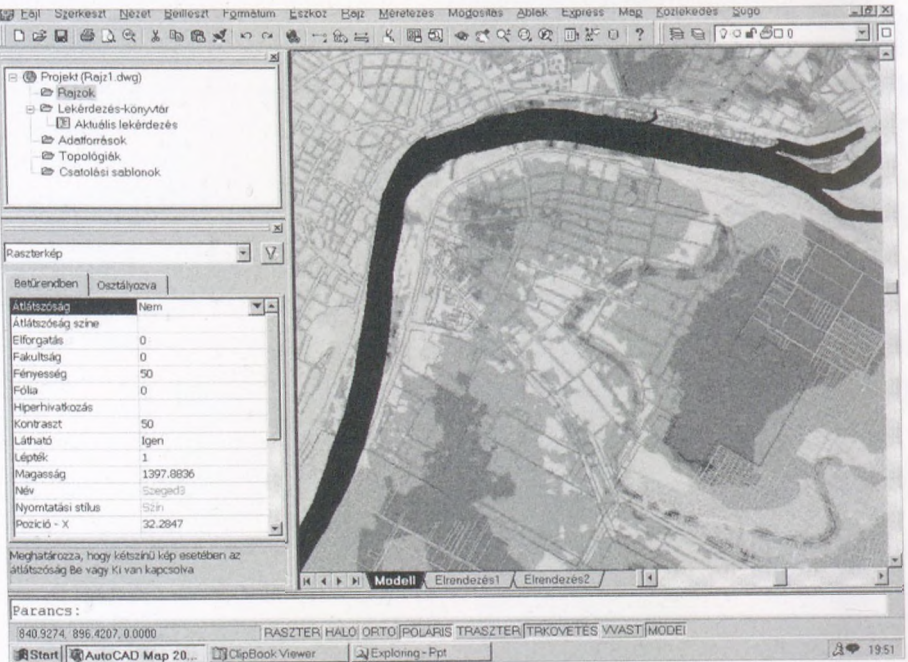 Fájl Szerkeszt Nézet Beilleszt Formátum Eszköz Rajz Méretezés Módosítás Ablak Express Map Közlekedés Súgó
0
Projekt (Rajz1.dwg)
Rajzok
Lekérdezés-könyvtár
Aktuális lekérdezés
Adatforrások
Topológiák
Csatolási sablonok
Raszterkép
Betűrendben Osztályozva
Átlátszóság Nem
Átlátszóság színe
Elforgatás 0
Fakultság 0
Fényesség 50
Fólia 0
Hiperhivatkozás
Kontraszt 50
Látható Igen
Lépték 1
Magasság 1397.8836
Név Szeged3
Nyomtatási stílus Szín
Pozíció - X 32.2847
Meghatározza, hogy kétszínű kép esetében az
átlátszóság Be vagy Ki van kapcsolva
Modell Elrendezés1 Elrendezés2
Parancs:
840.9274, 896.4207, 0.0000 RASZTER HÁLÓ ORTO POLÁRIS TRASZTER TRKÖVETÉS VVAST MODEl
Start AutoCAD Map 20... ClipBook Viewer Exploring - Ppt 19:51